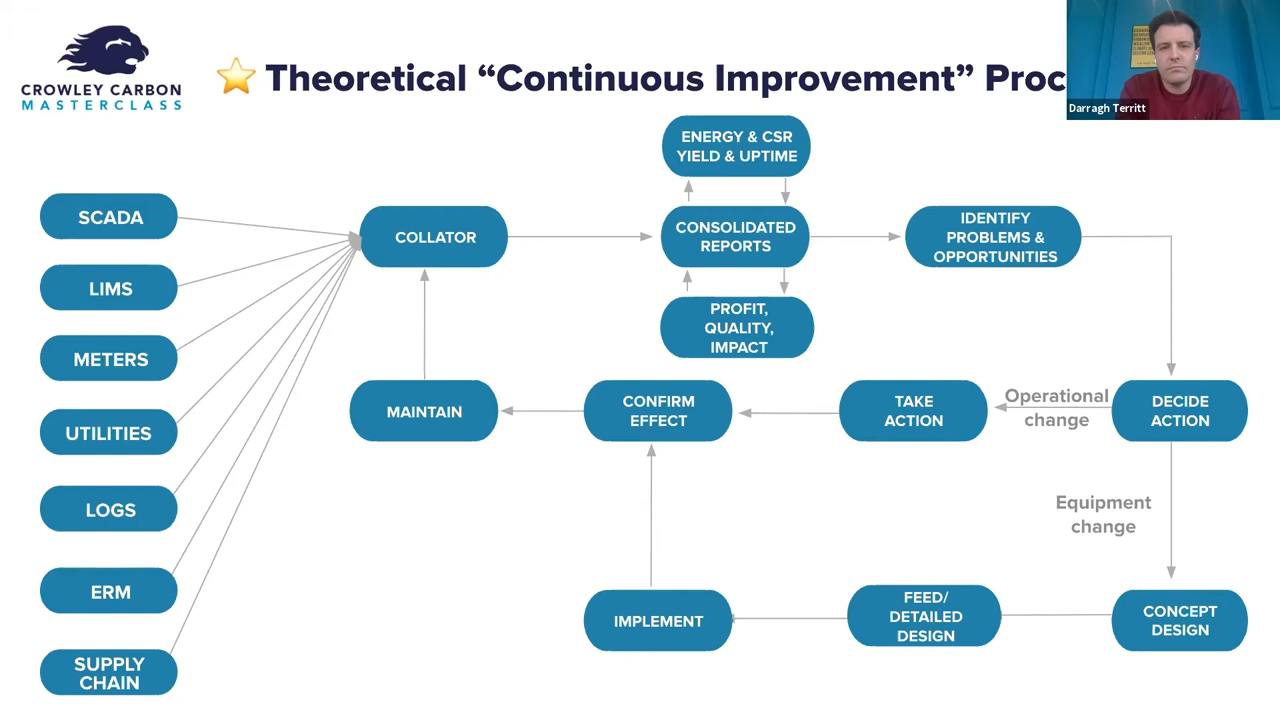 CROWLEY CARBON
MASTERCLASS
Theoretical “Continuous Improvement” Proc
Darragh Territt
SCADA
LIMS
METERS
UTILITIES
LOGS
ERM
SUPPLY
CHAIN
COLLATOR
ENERGY & CSR
YIELD & UPTIME
CONSOLIDATED
REPORTS
PROFIT,
QUALITY,
IMPACT
IDENTIFY
PROBLEMS &
OPPORTUNITIES
DECIDE
ACTION
Operational
change
TAKE
ACTION
CONFIRM
EFFECT
MAINTAIN
Equipment
change
CONCEPT
DESIGN
FEED/
DETAILED
DESIGN
IMPLEMENT